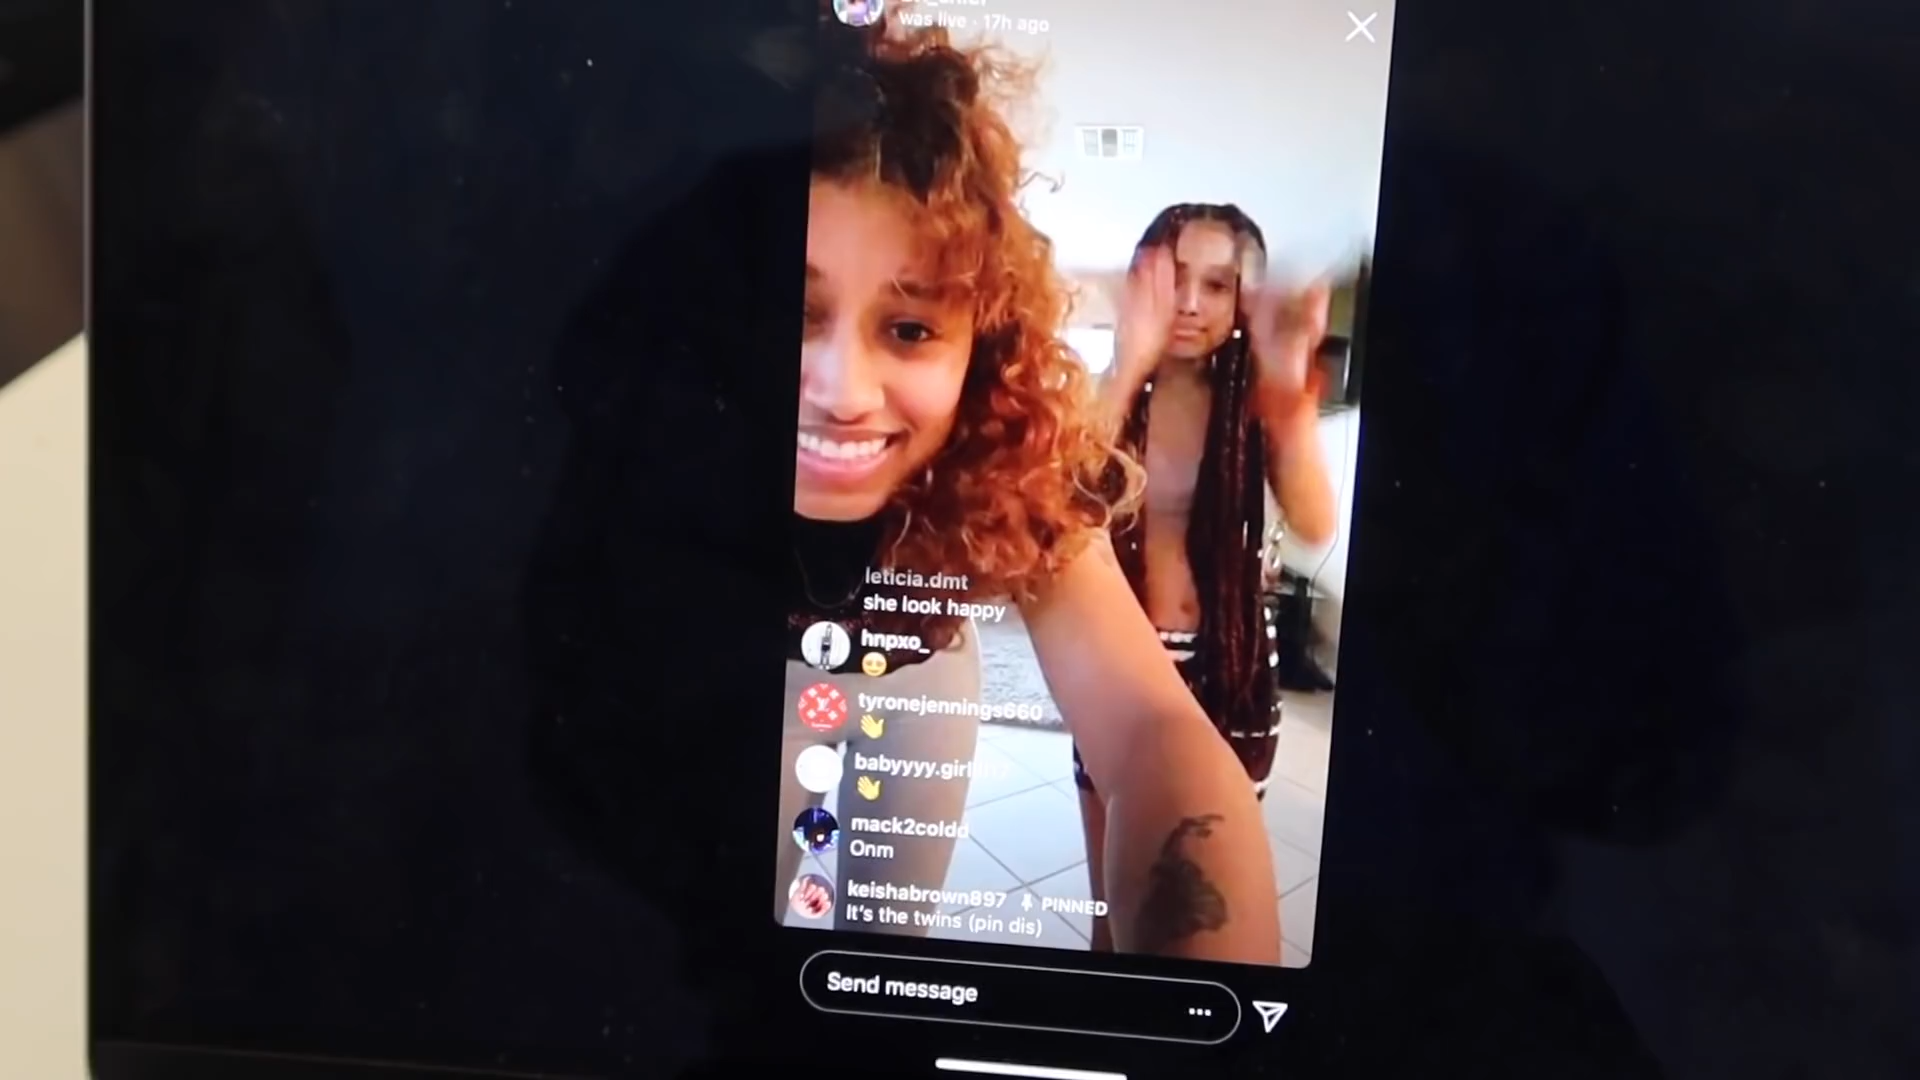 was live · 17h ago
leticia.dmt
she look happy
hnpxo_
😍
tyronejennings660
👋
👋
mack2coldd
Onm
keishabrown897 PINNED
It's the twins (pin dis)
Send message